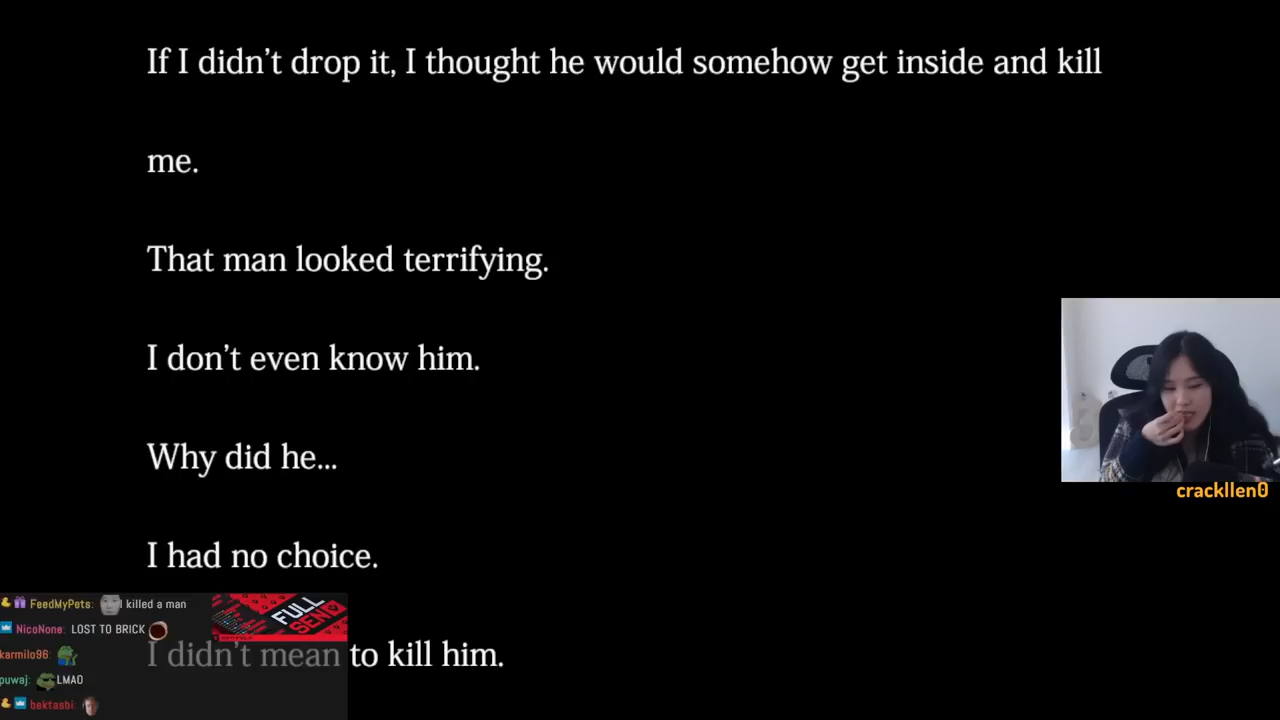 If I didn't drop it, I thought he would somehow get inside and kill
me.
That man looked terrifying.
I don't even know him.
Why did he...
I had no choice.
I didn't mean to kill him.
FeedMyPets: I killed a man
NicoNone: LOST TO BRICK
karmilo96:
puwaj: LMAO
bektasbi:
FULL
SEND
crackllen0